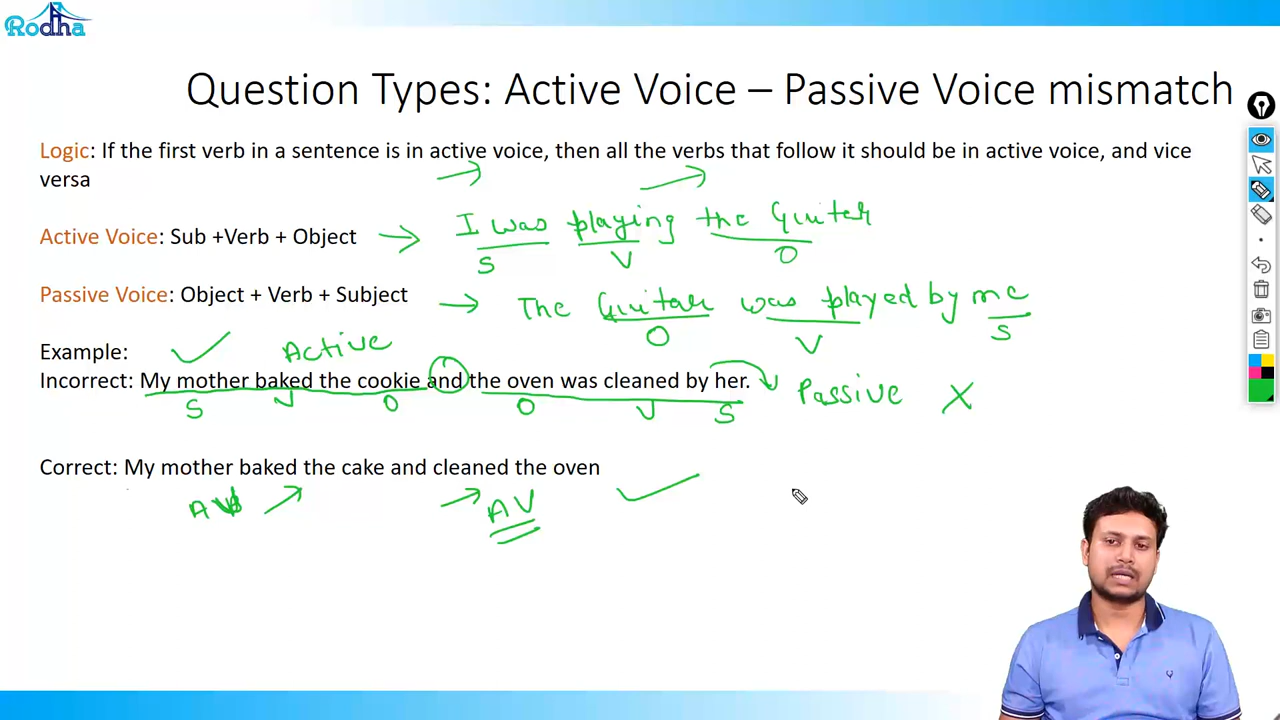 Rodha
Question Types: Active Voice – Passive Voice mismatch
Logic: If the first verb in a sentence is in active voice, then all the verbs that follow it should be in active voice, and vice
versa
I was playing the Guitar
Active Voice: Sub +Verb + Object
S V O
Passive Voice: Object + Verb + Subject
The Guitar was played by me
O V S
Example:
Active
Incorrect: My mother baked the cookie and the oven was cleaned by her.
Passive X
S V O O V S
Correct: My mother baked the cake and cleaned the oven
AV AV